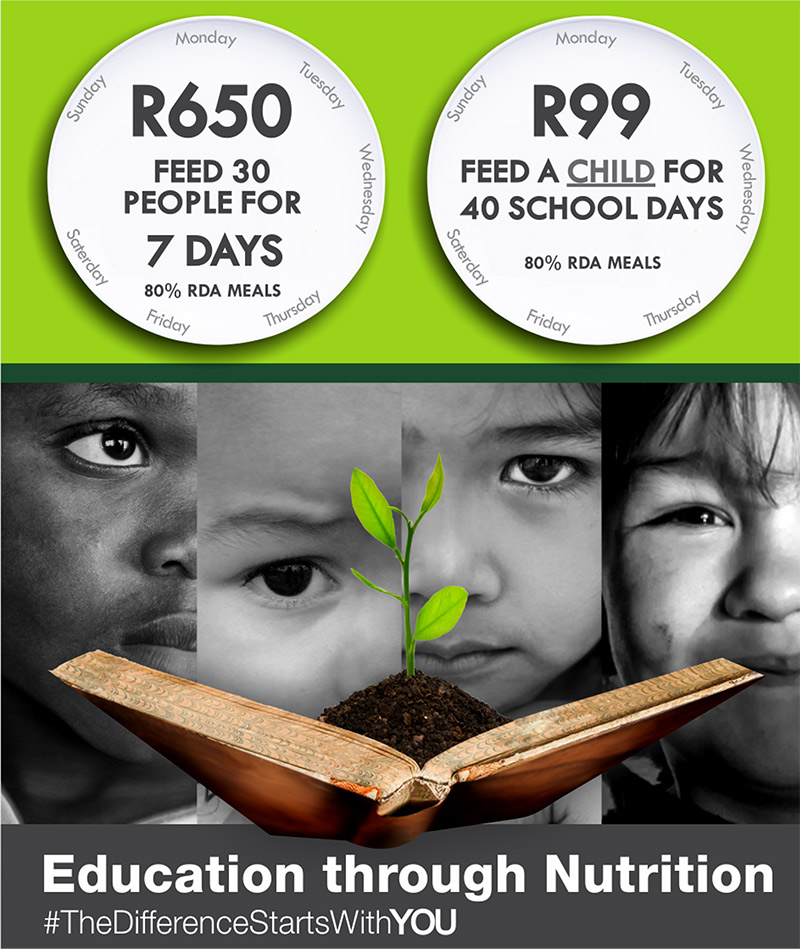 Monday
Tuesday
Wednesday
Thursday
Friday
Saterday
Sunday
R650
FEED 30
PEOPLE FOR
7 DAYS
80% RDA MEALS
Monday
Tuesday
Wednesday
Thursday
Friday
Saterday
Sunday
R99
FEED A CHILD FOR
40 SCHOOL DAYS
80% RDA MEALS
Education through Nutrition
#TheDifferenceStartsWithYOU